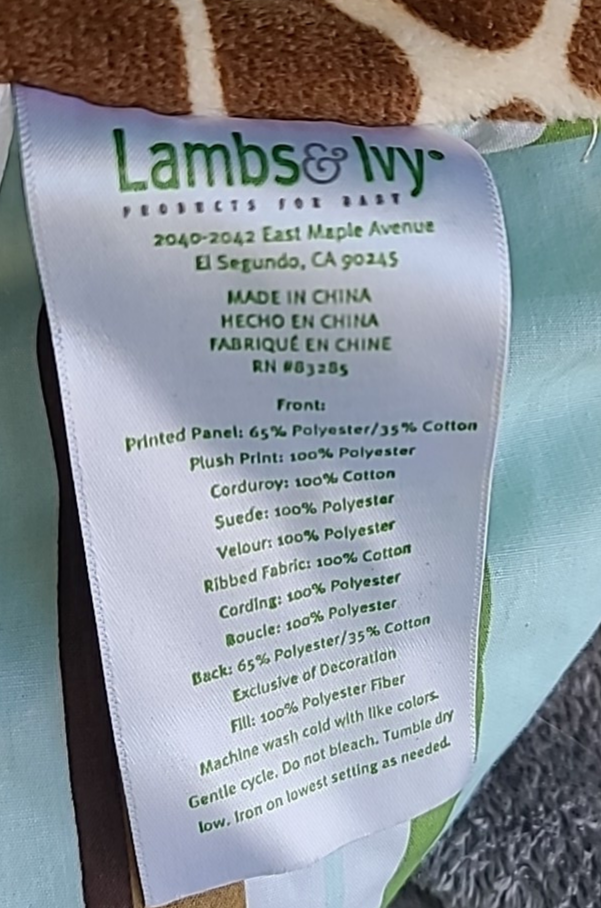 Lambs & Ivy
PRODUCTS FOR BABY
2040-2042 East Maple Avenue
El Segundo, CA 90245
MADE IN CHINA
HECHO EN CHINA
FABRIQUÉ EN CHINE
RN #83285
Front:
Printed Panel: 65% Polyester/35% Cotton
Plush Print: 100% Polyester
Corduroy: 100% Cotton
Suede: 100% Polyester
Velour: 100% Polyester
Ribbed Fabric: 100% Cotton
Cording: 100% Polyester
Boucle: 100% Polyester
Back: 65% Polyester/35% Cotton
Exclusive of Decoration
Fill: 100% Polyester Fiber
Machine wash cold with like colors.
Gentle cycle. Do not bleach. Tumble dry
low. Iron on lowest setting as needed.